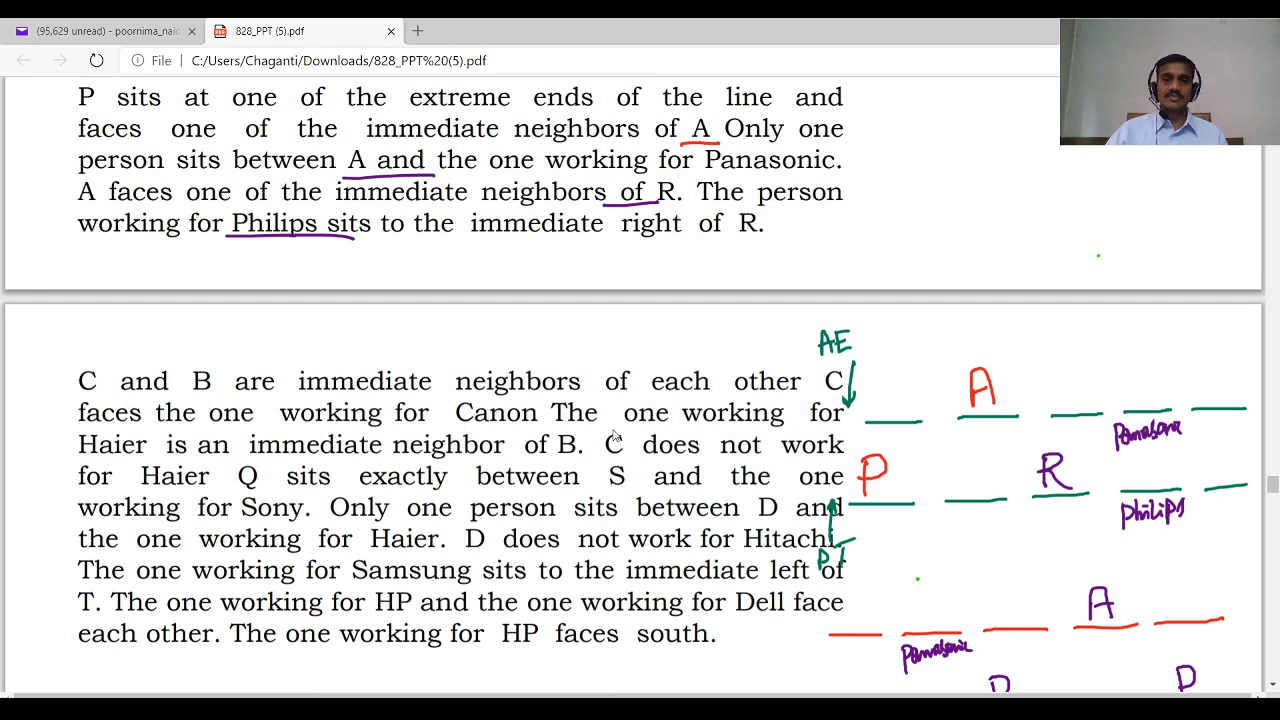 (95,629 unread) - poornima_nai
828_PPT (5).pdf
File
C:/Users/Chaganti/Downloads/828_PPT%20(5).pdf
P sits at one of the extreme ends of the line and
faces one of the immediate neighbors of A Only one
person sits between A and the one working for Panasonic.
A faces one of the immediate neighbors of R. The person
working for Philips sits to the immediate right of R.
C and B are immediate neighbors of each other C
faces the one working for Canon The one working for
Haier is an immediate neighbor of B. C does not work
for Haier Q sits exactly between S and the one
working for Sony. Only one person sits between D and
the one working for Haier. D does not work for Hitachi.
The one working for Samsung sits to the immediate left of
T. The one working for HP and the one working for Dell face
each other. The one working for HP faces south.
AE
A
Panasonic
P
R
Philips
PT
A
Panasonic